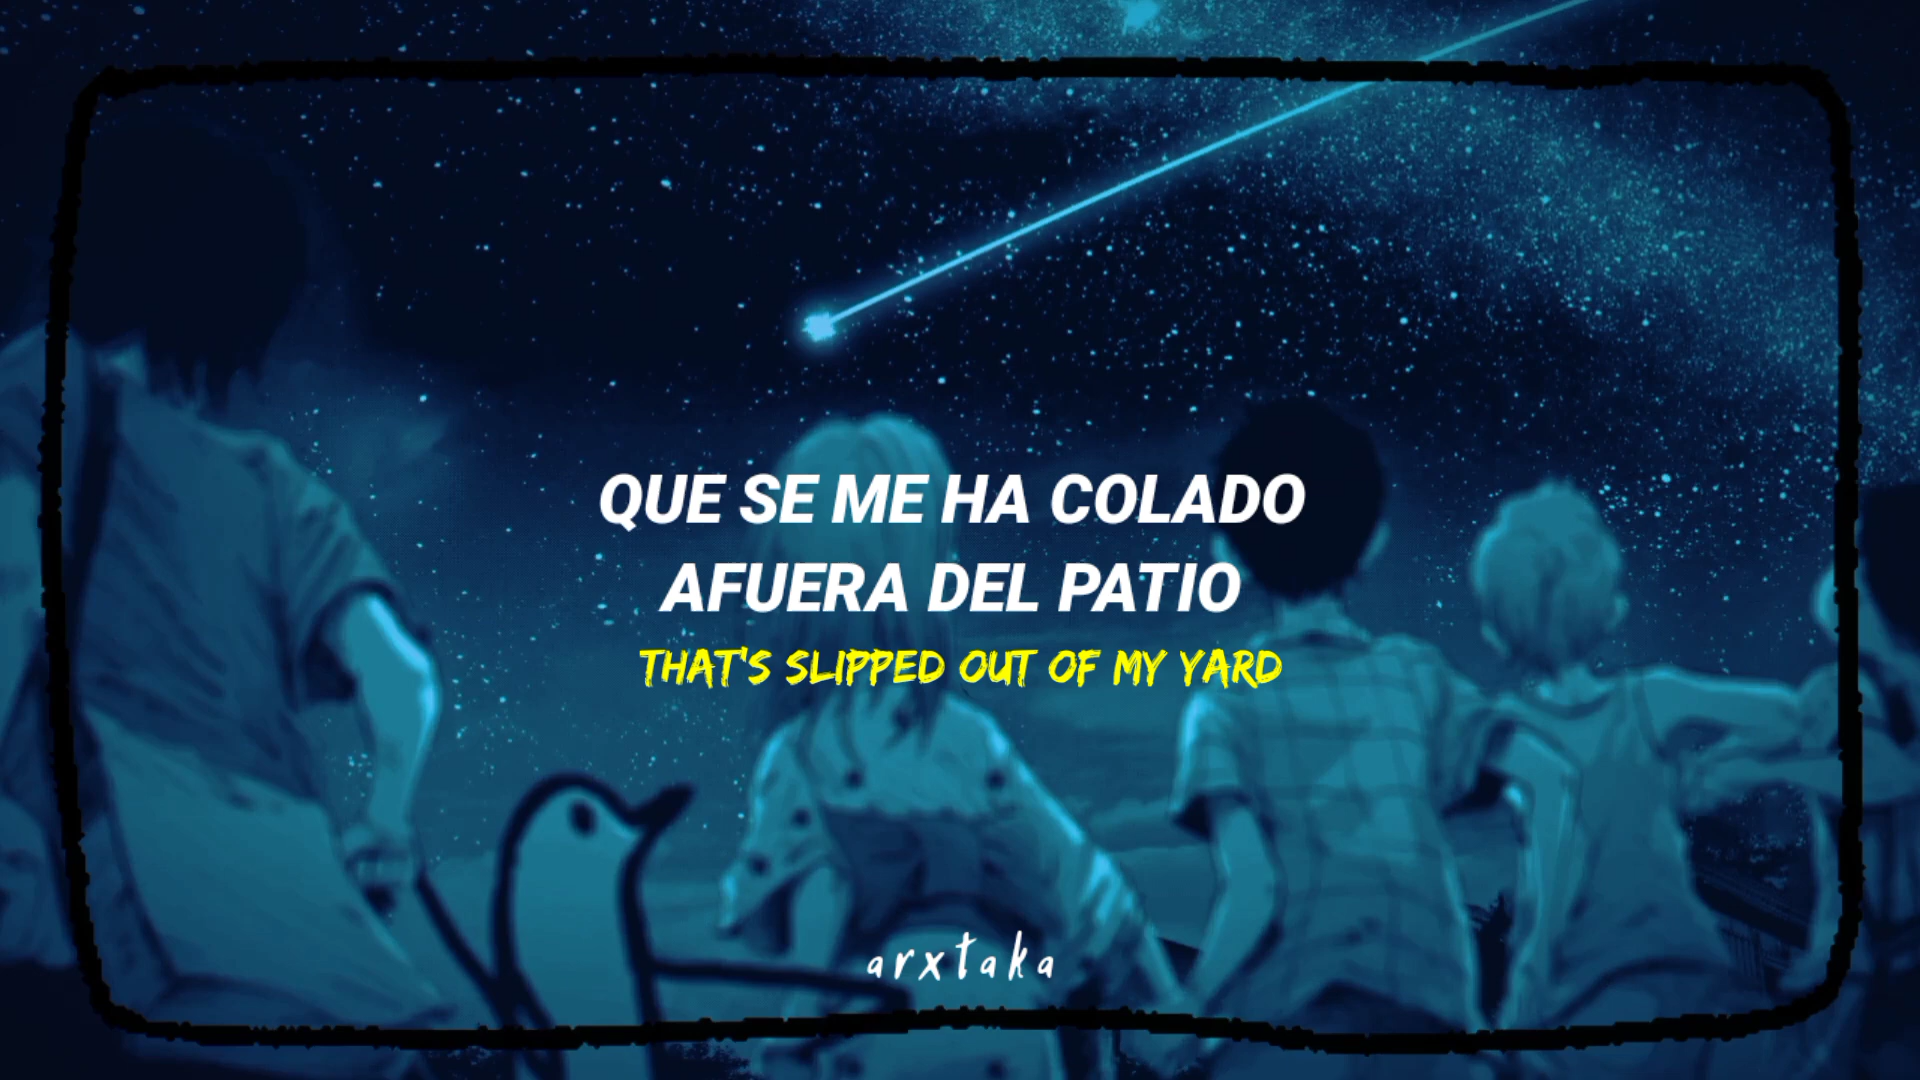 QUE SE ME HA COLADO
AFUERA DEL PATIO
THAT'S SLIPPED OUT OF MY YARD
arxtaka